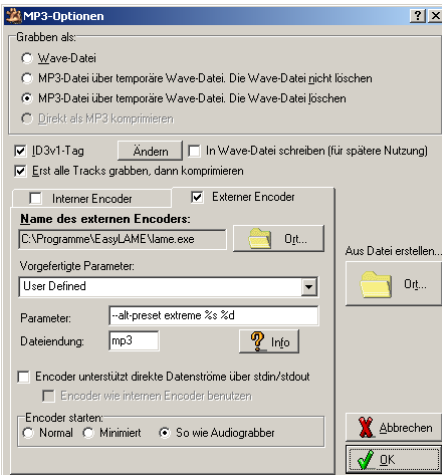 MP3-Optionen
Grabben als:
Wave-Datei
MP3-Datei über temporäre Wave-Datei. Die Wave-Datei nicht löschen
MP3-Datei über temporäre Wave-Datei. Die Wave-Datei löschen
Direkt als MP3 komprimieren
ID3v1-Tag Ändern In Wave-Datei schreiben (für spätere Nutzung)
Erst alle Tracks grabben, dann komprimieren
Interner Encoder Externer Encoder
Name des externen Encoders:
C:\Programme\EasyLAME\lame.exe Ort...
Aus Datei erstellen...
Ort...
Vorgefertigte Parameter:
User Defined
Parameter: --alt-preset extreme %s %d
Dateiendung: mp3 Info
Encoder unterstützt direkte Datenströme über stdin/stdout
Encoder wie internen Encoder benutzen
Encoder starten:
Normal Minimiert So wie Audiograbber
Abbrechen
OK